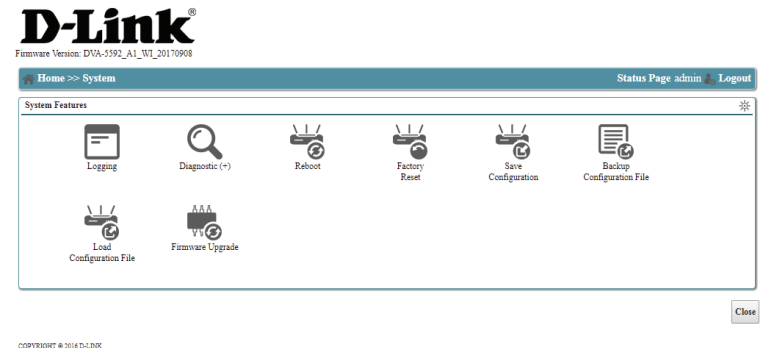 D-Link®
Firmware Version: DVA-5592_A1_WI_20170908
Home >> System
Status Page admin Logout
System Features
Logging
Diagnostic (+)
Reboot
Factory
Reset
Save
Configuration
Backup
Configuration File
Load
Configuration File
Firmware Upgrade
Close
COPYRIGHT © 2016 D-LINK